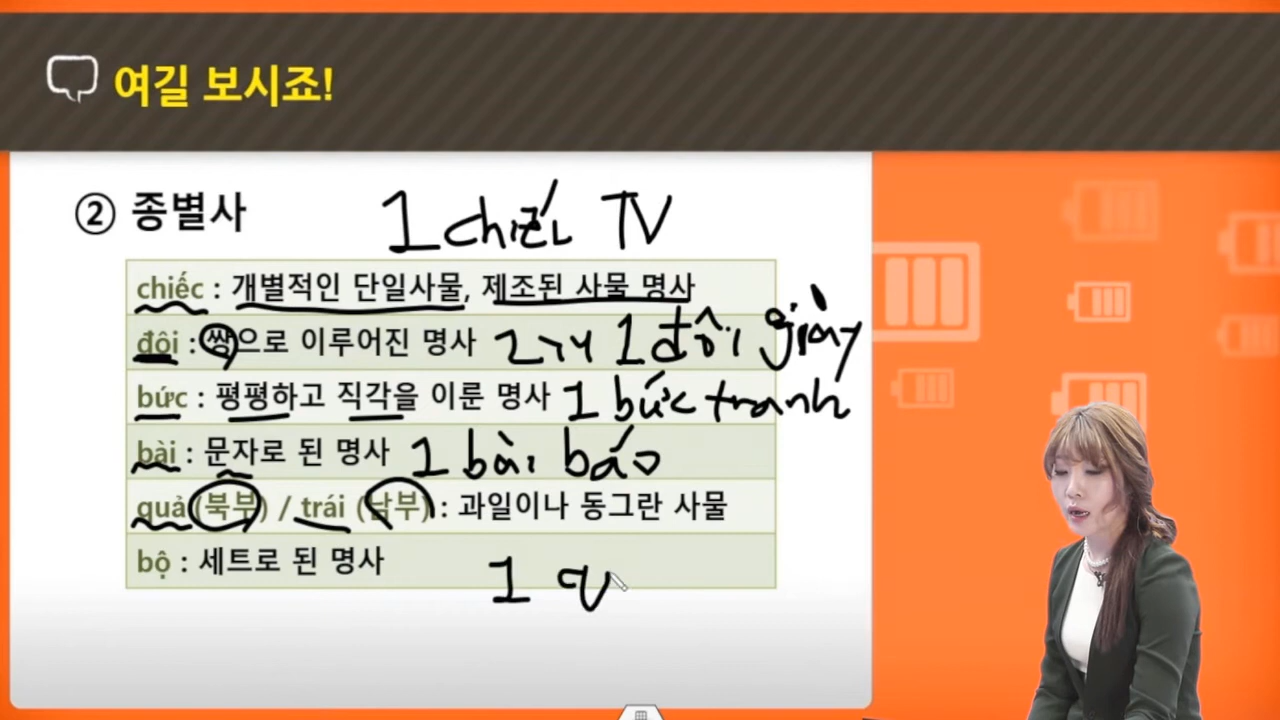 여길 보시죠!
② 종별사
1 chiếc TV
chiếc : 개별적인 단일사물, 제조된 사물 명사
đôi : 쌍으로 이루어진 명사 1 đôi giày
bức : 평평하고 직각을 이룬 명사 1 bức tranh
bài : 문자로 된 명사 1 bài báo
quả (북부) / trái (남부) : 과일이나 동그란 사물
bộ : 세트로 된 명사
1 q